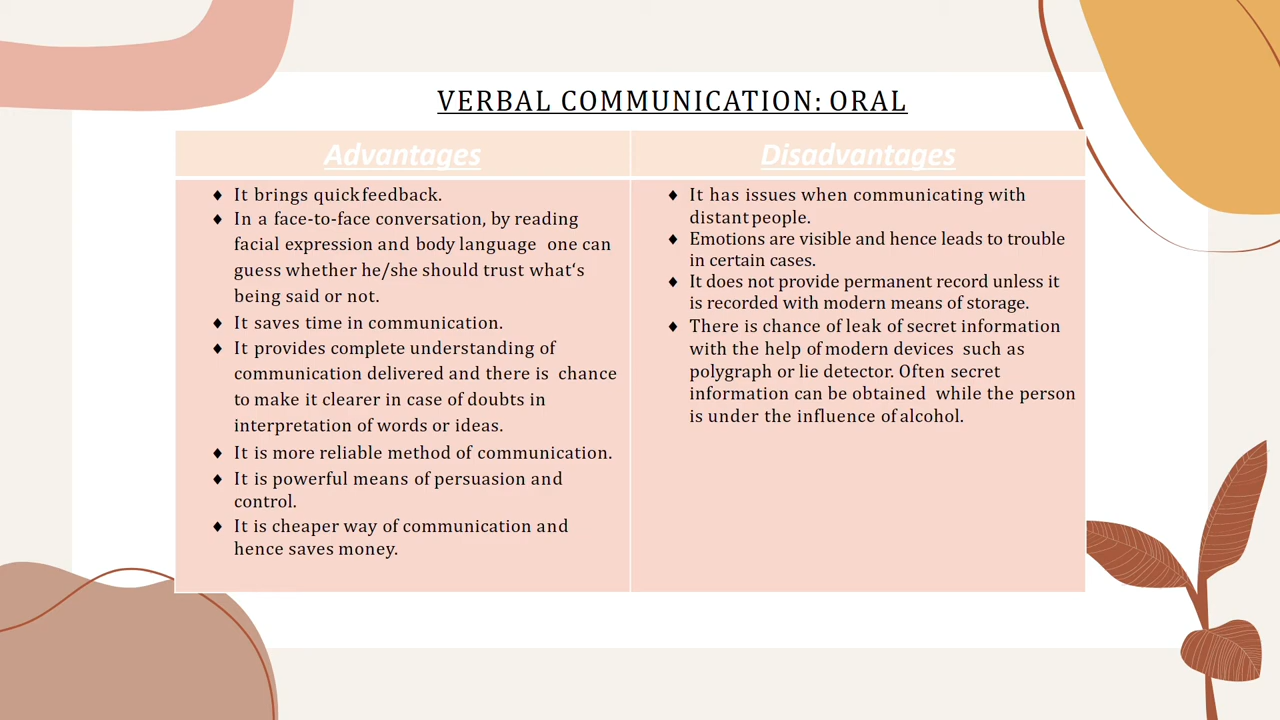 VERBAL COMMUNICATION: ORAL
Advantages
♦ It brings quick feedback.
♦ In a face-to-face conversation, by reading
facial expression and body language one can
guess whether he/she should trust what‘s
being said or not.
♦ It saves time in communication.
♦ It provides complete understanding of
communication delivered and there is chance
to make it clearer in case of doubts in
interpretation of words or ideas.
♦ It is more reliable method of communication.
♦ It is powerful means of persuasion and
control.
♦ It is cheaper way of communication and
hence saves money.
Disadvantages
♦ It has issues when communicating with
distant people.
♦ Emotions are visible and hence leads to trouble
in certain cases.
♦ It does not provide permanent record unless it
is recorded with modern means of storage.
♦ There is chance of leak of secret information
with the help of modern devices such as
polygraph or lie detector. Often secret
information can be obtained while the person
is under the influence of alcohol.